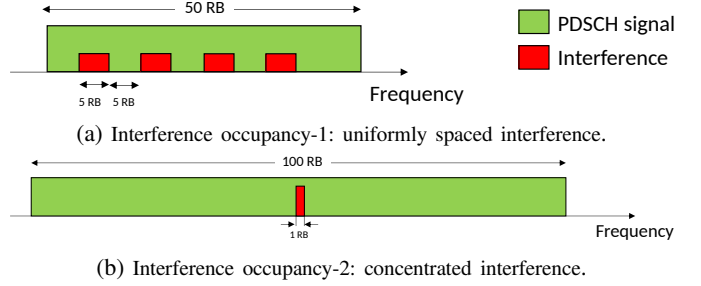 50 RB
PDSCH signal
Interference
5 RB
5 RB
Frequency
(a) Interference occupancy-1: uniformly spaced interference.
100 RB
1 RB
Frequency
(b) Interference occupancy-2: concentrated interference.